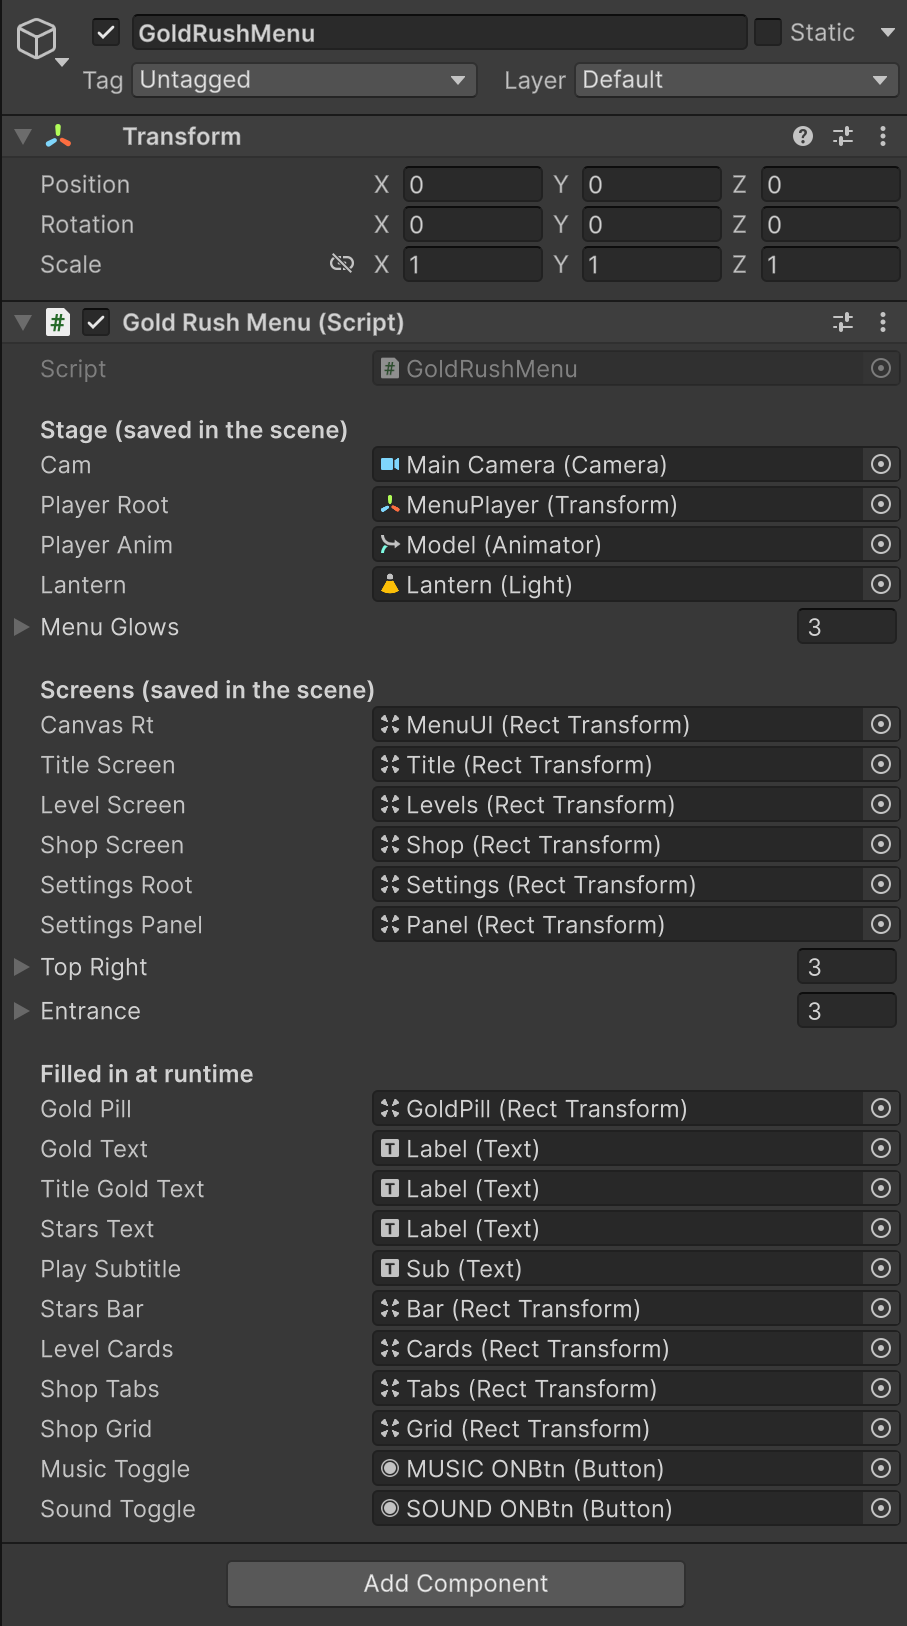 GoldRushMenu Static
Tag Untagged Layer Default
Transform
Position X 0 Y 0 Z 0
Rotation X 0 Y 0 Z 0
Scale X 1 Y 1 Z 1
# Gold Rush Menu (Script)
Script # GoldRushMenu
Stage (saved in the scene)
Cam Main Camera (Camera)
Player Root MenuPlayer (Transform)
Player Anim Model (Animator)
Lantern Lantern (Light)
Menu Glows 3
Screens (saved in the scene)
Canvas Rt MenuUI (Rect Transform)
Title Screen Title (Rect Transform)
Level Screen Levels (Rect Transform)
Shop Screen Shop (Rect Transform)
Settings Root Settings (Rect Transform)
Settings Panel Panel (Rect Transform)
Top Right 3
Entrance 3
Filled in at runtime
Gold Pill GoldPill (Rect Transform)
Gold Text T Label (Text)
Title Gold Text T Label (Text)
Stars Text T Label (Text)
Play Subtitle T Sub (Text)
Stars Bar Bar (Rect Transform)
Level Cards Cards (Rect Transform)
Shop Tabs Tabs (Rect Transform)
Shop Grid Grid (Rect Transform)
Music Toggle MUSIC ONBtn (Button)
Sound Toggle SOUND ONBtn (Button)
Add Component